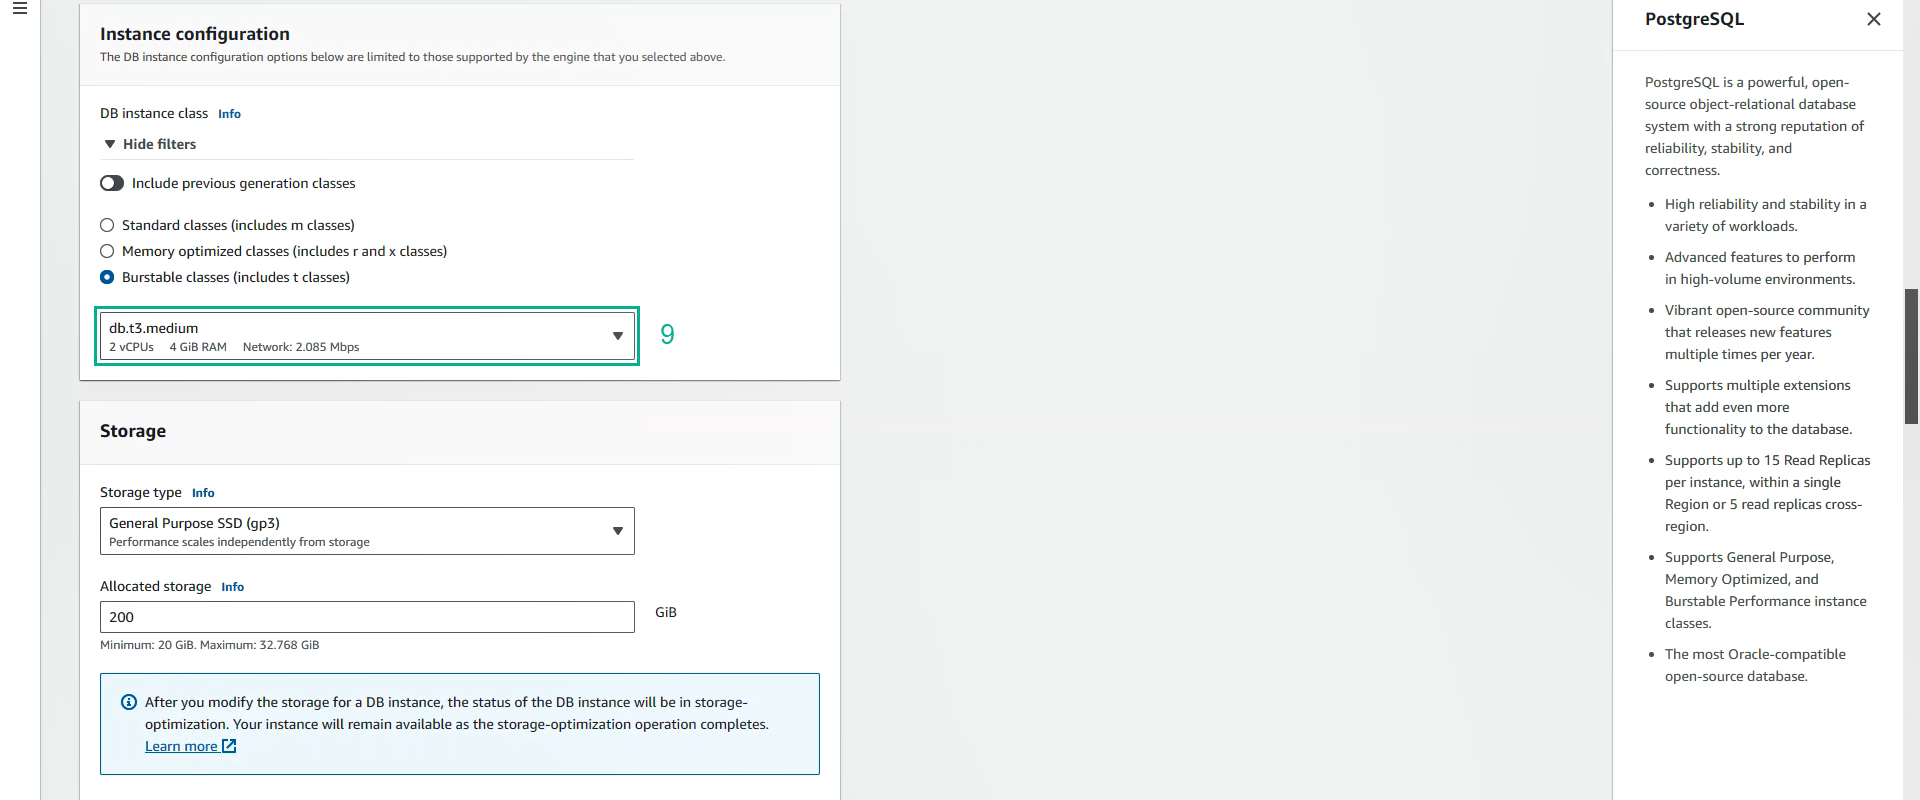 Instance configuration
The DB instance configuration options below are limited to those supported by the engine that you selected above.
DB instance class Info
Hide filters
Include previous generation classes
Standard classes (includes m classes)
Memory optimized classes (includes r and x classes)
Burstable classes (includes t classes)
db.t3.medium
2 vCPUs 4 GiB RAM Network: 2.085 Mbps
9
Storage
Storage type Info
General Purpose SSD (gp3)
Performance scales independently from storage
Allocated storage Info
200
GiB
Minimum: 20 GiB. Maximum: 32.768 GiB
After you modify the storage for a DB instance, the status of the DB instance will be in storage-
optimization. Your instance will remain available as the storage-optimization operation completes.
Learn more
PostgreSQL
PostgreSQL is a powerful, open-
source object-relational database
system with a strong reputation of
reliability, stability, and
correctness.
• High reliability and stability in a
variety of workloads.
• Advanced features to perform
in high-volume environments.
• Vibrant open-source community
that releases new features
multiple times per year.
• Supports multiple extensions
that add even more
functionality to the database.
• Supports up to 15 Read Replicas
per instance, within a single
Region or 5 read replicas cross-
region.
• Supports General Purpose,
Memory Optimized, and
Burstable Performance instance
classes.
• The most Oracle-compatible
open-source database.